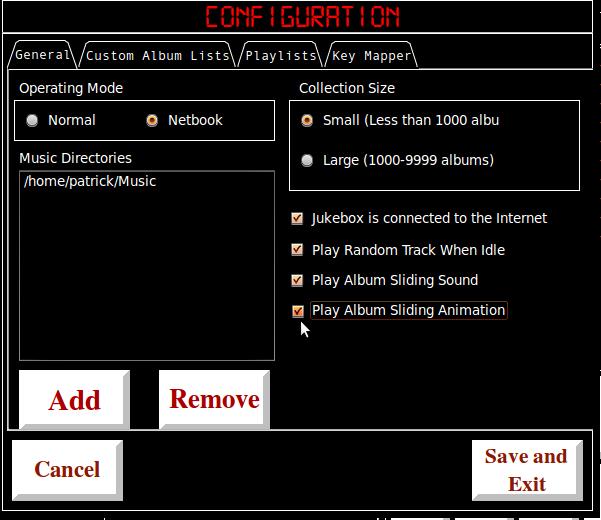 CONFIGURATION
General Custom Album Lists Playlists Key Mapper
Operating Mode
Normal Netbook
Music Directories
/home/patrick/Music
Collection Size
Small (Less than 1000 albu
Large (1000-9999 albums)
Jukebox is connected to the Internet
Play Random Track When Idle
Play Album Sliding Sound
Play Album Sliding Animation
Add Remove
Cancel
Save and
Exit